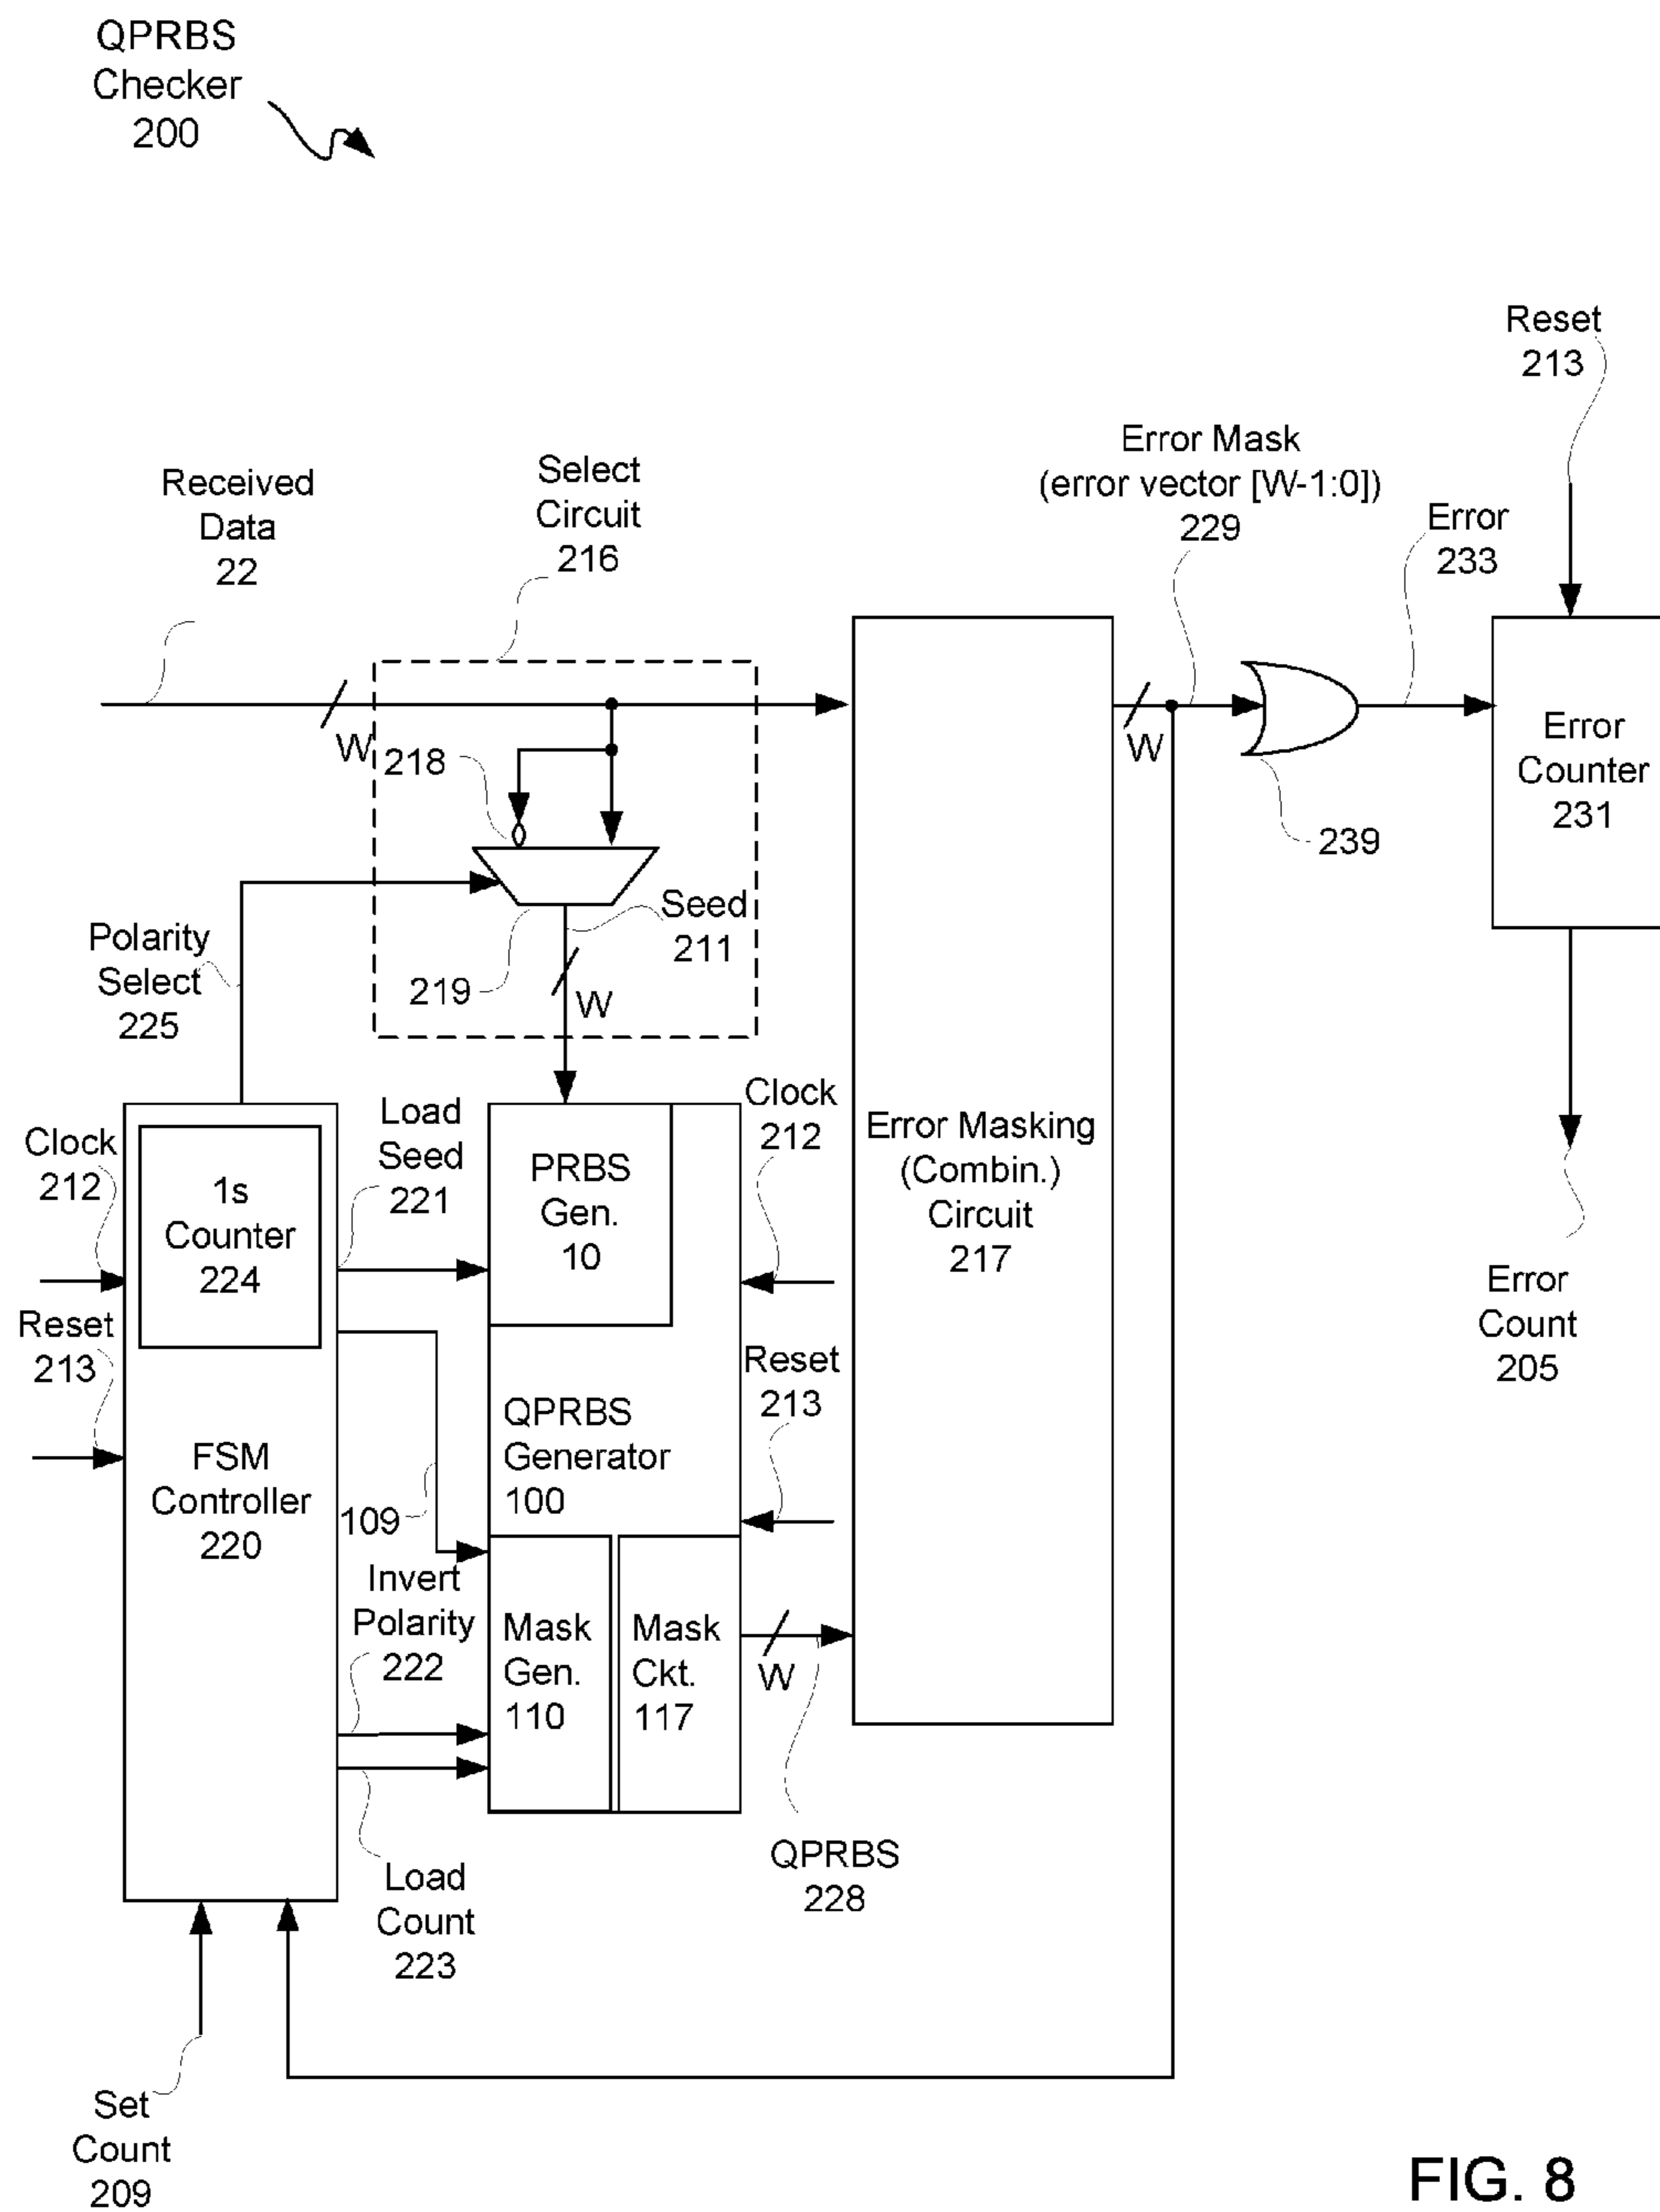 QPRBS
Checker
200
Reset
213
Error Mask
(error vector [W-1:0])
229
Error
233
Received
Data
22
Select
Circuit
216
W
218
W
239
Error
Counter
231
Seed
211
219
W
Polarity
Select
225
Clock
212
Reset
213
1s
Counter
224
FSM
Controller
220
Load
Seed
221
109
Invert
Polarity
222
Load
Count
223
PRBS
Gen.
10
QPRBS
Generator
100
Mask
Gen.
110
Mask
Ckt.
117
Clock
212
Reset
213
W
QPRBS
228
Error Masking
(Combin.)
Circuit
217
Error
Count
205
Set
Count
209
FIG. 8